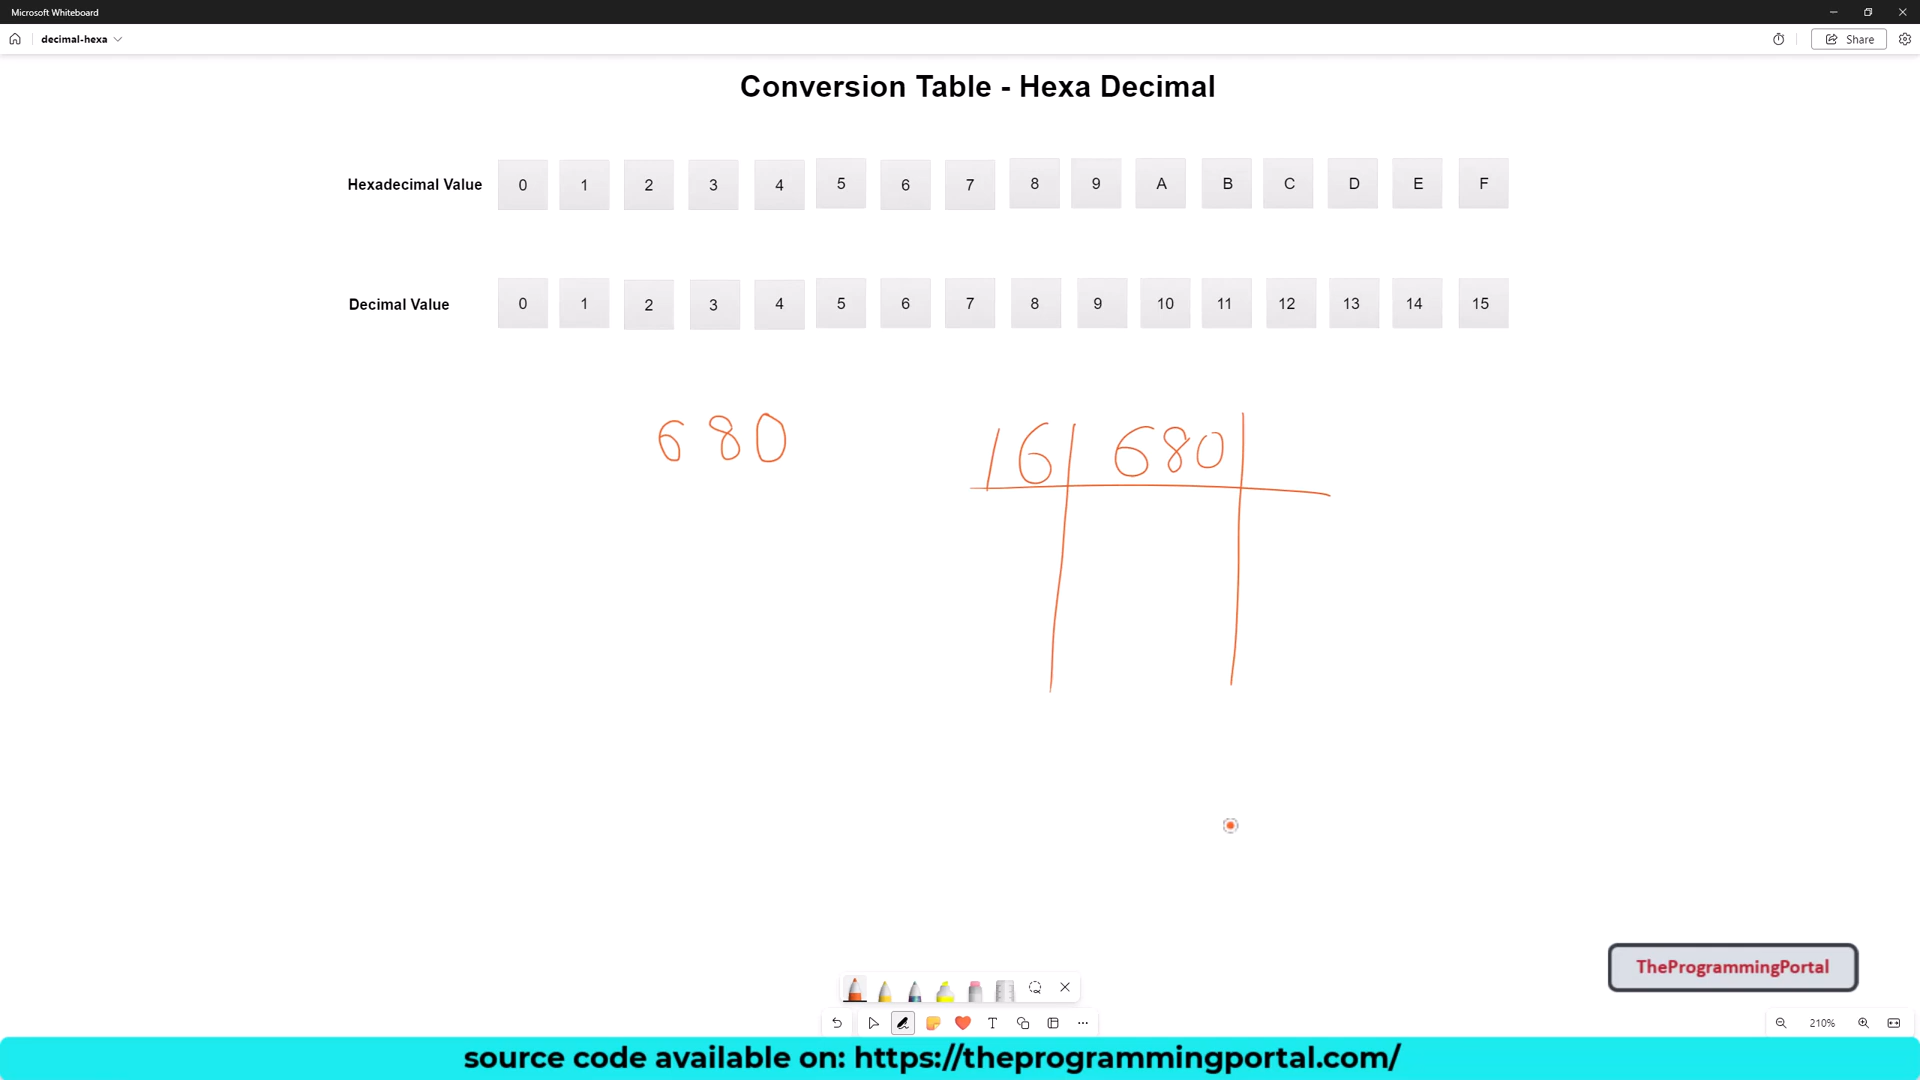 Microsoft Whiteboard
decimal-hexa
Share
Conversion Table - Hexa Decimal
Hexadecimal Value 0 1 2 3 4 5 6 7 8 9 A B C D E F
Decimal Value 0 1 2 3 4 5 6 7 8 9 10 11 12 13 14 15
680 16 680
TheProgrammingPortal
T
210%
source code available on: https://theprogrammingportal.com/